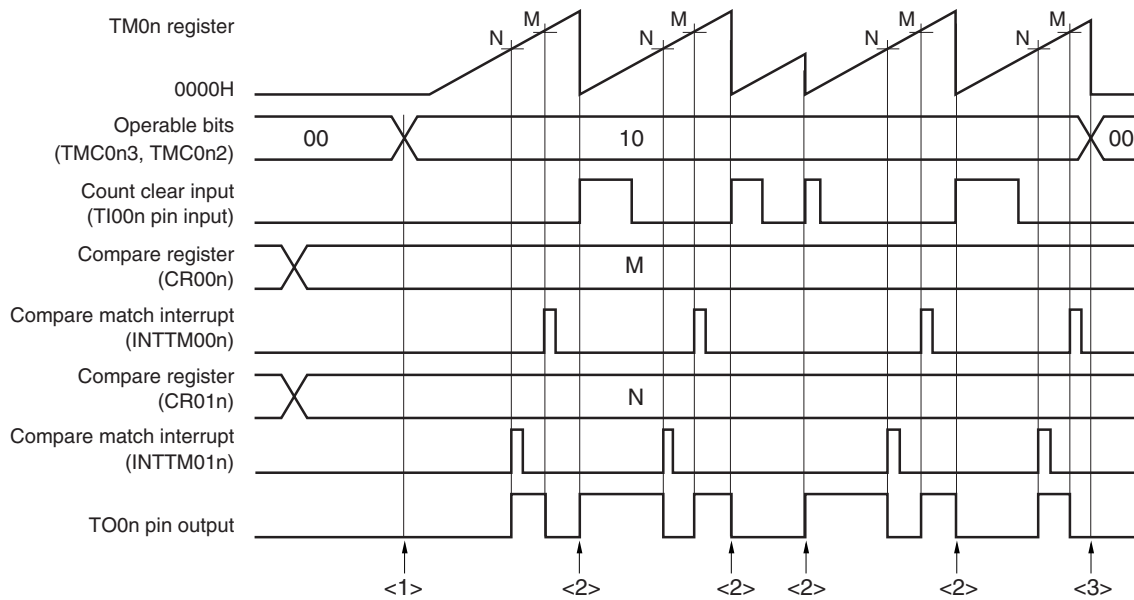 TM0n register
N M N M N M N M
0000H
Operable bits
(TMC0n3, TMC0n2)
00 10 00
Count clear input
(TI00n pin input)
Compare register
(CR00n)
M
Compare match interrupt
(INTTM00n)
Compare register
(CR01n)
N
Compare match interrupt
(INTTM01n)
TO0n pin output
<1> <2> <2> <2> <2> <3>